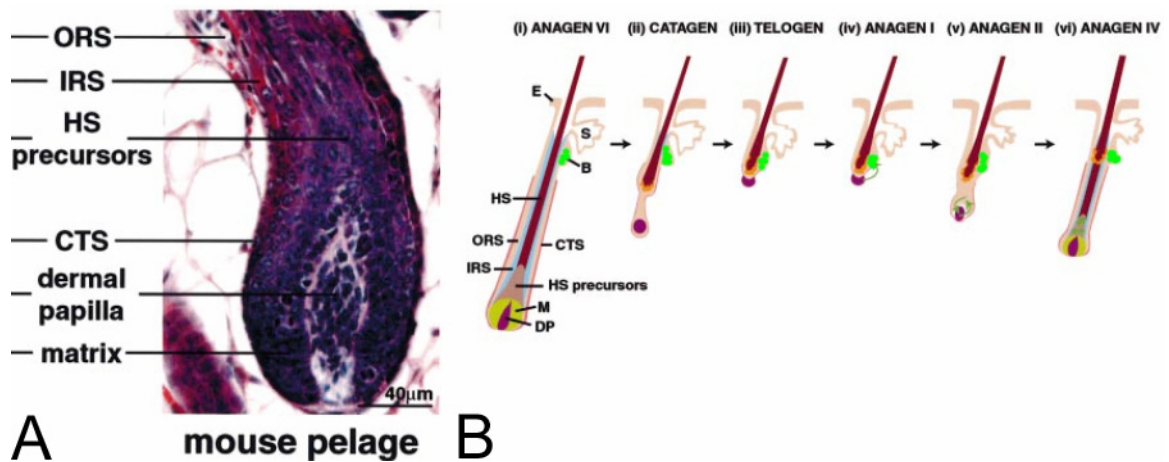 ORS
IRS
HS
precursors
CTS
dermal
papilla
matrix
40μm
A
mouse pelage
B
(i) ANAGEN VI
(ii) CATAGEN
(iii) TELOGEN
(iv) ANAGEN I
(v) ANAGEN II
(vi) ANAGEN IV
E
S
B
HS
ORS
CTS
IRS
HS precursors
M
DP